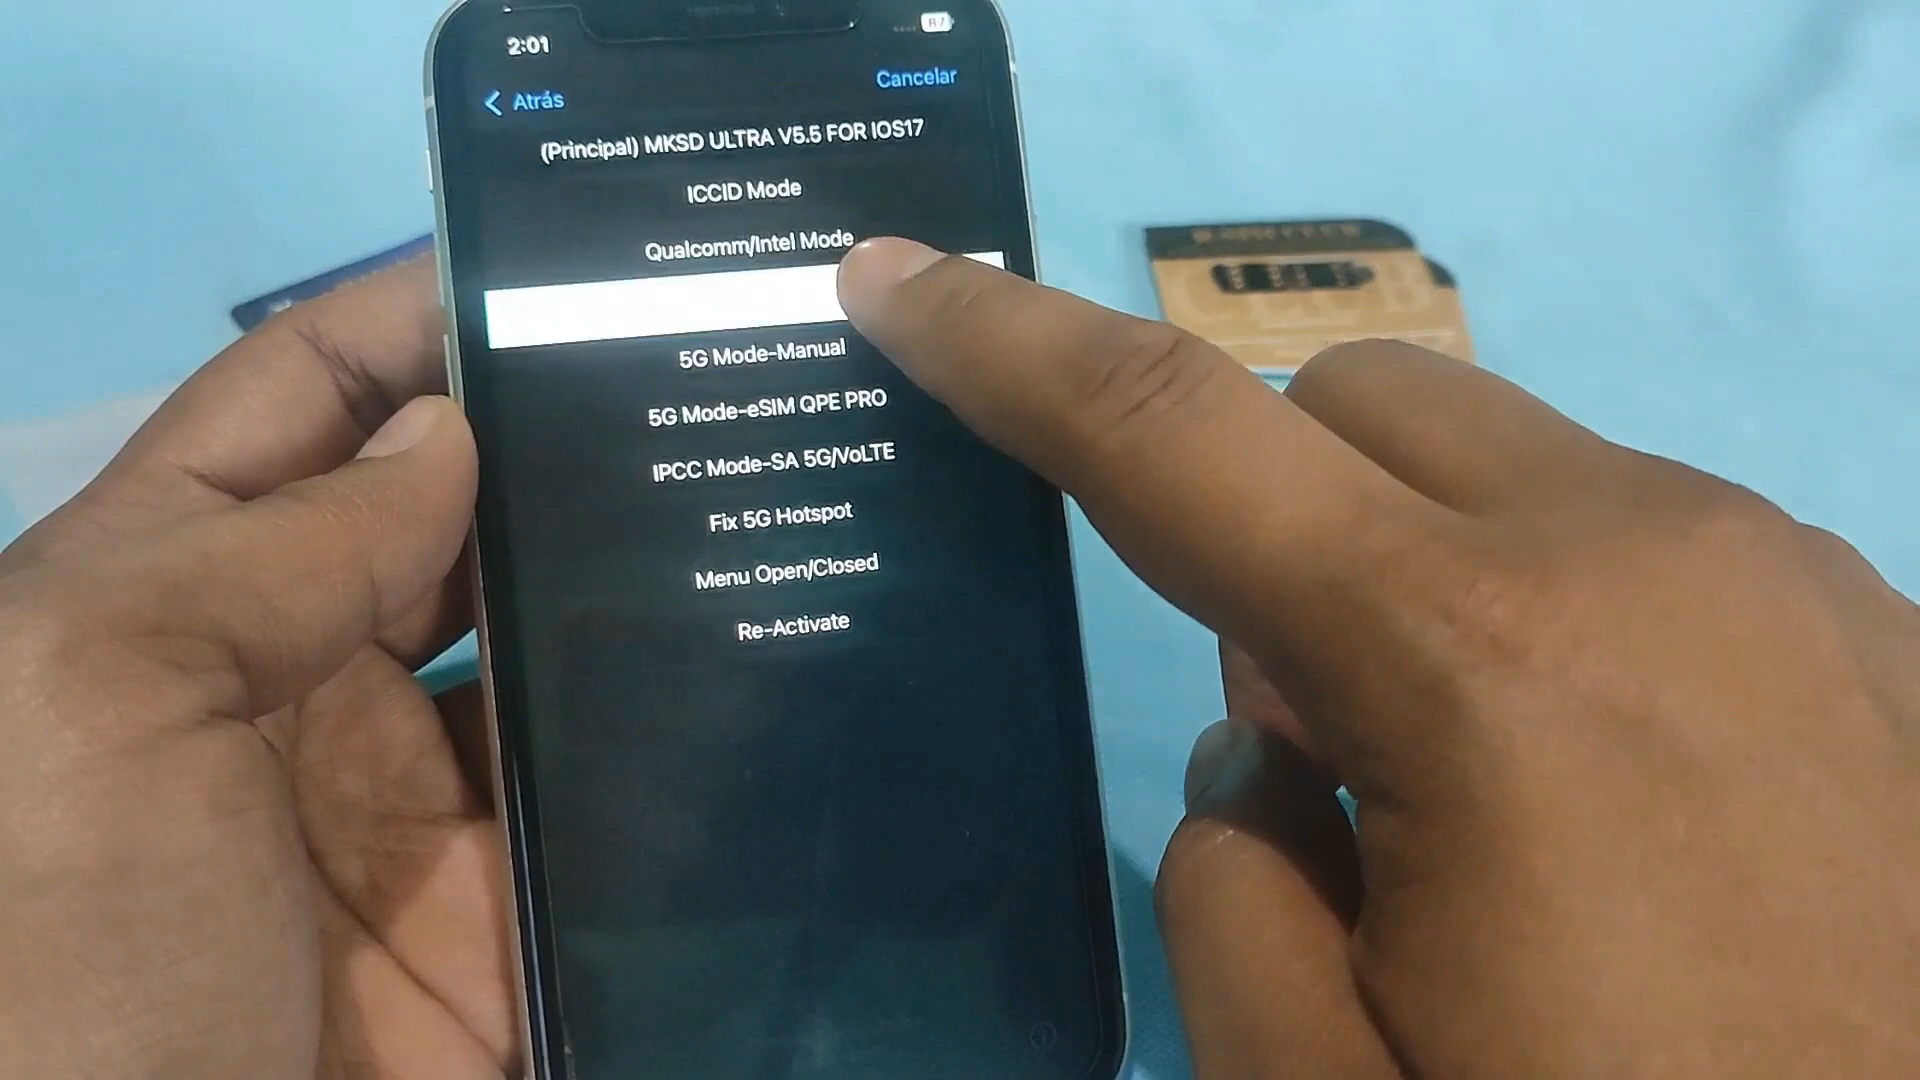 2:01
87
Atrás
Cancelar
(Principal) MKSD ULTRA V5.5 FOR IOS17
ICCID Mode
Qualcomm/Intel Mode
5G Mode-Manual
5G Mode-eSIM QPE PRO
IPCC Mode-SA 5G/VoLTE
Fix 5G Hotspot
Menu Open/Closed
Re-Activate